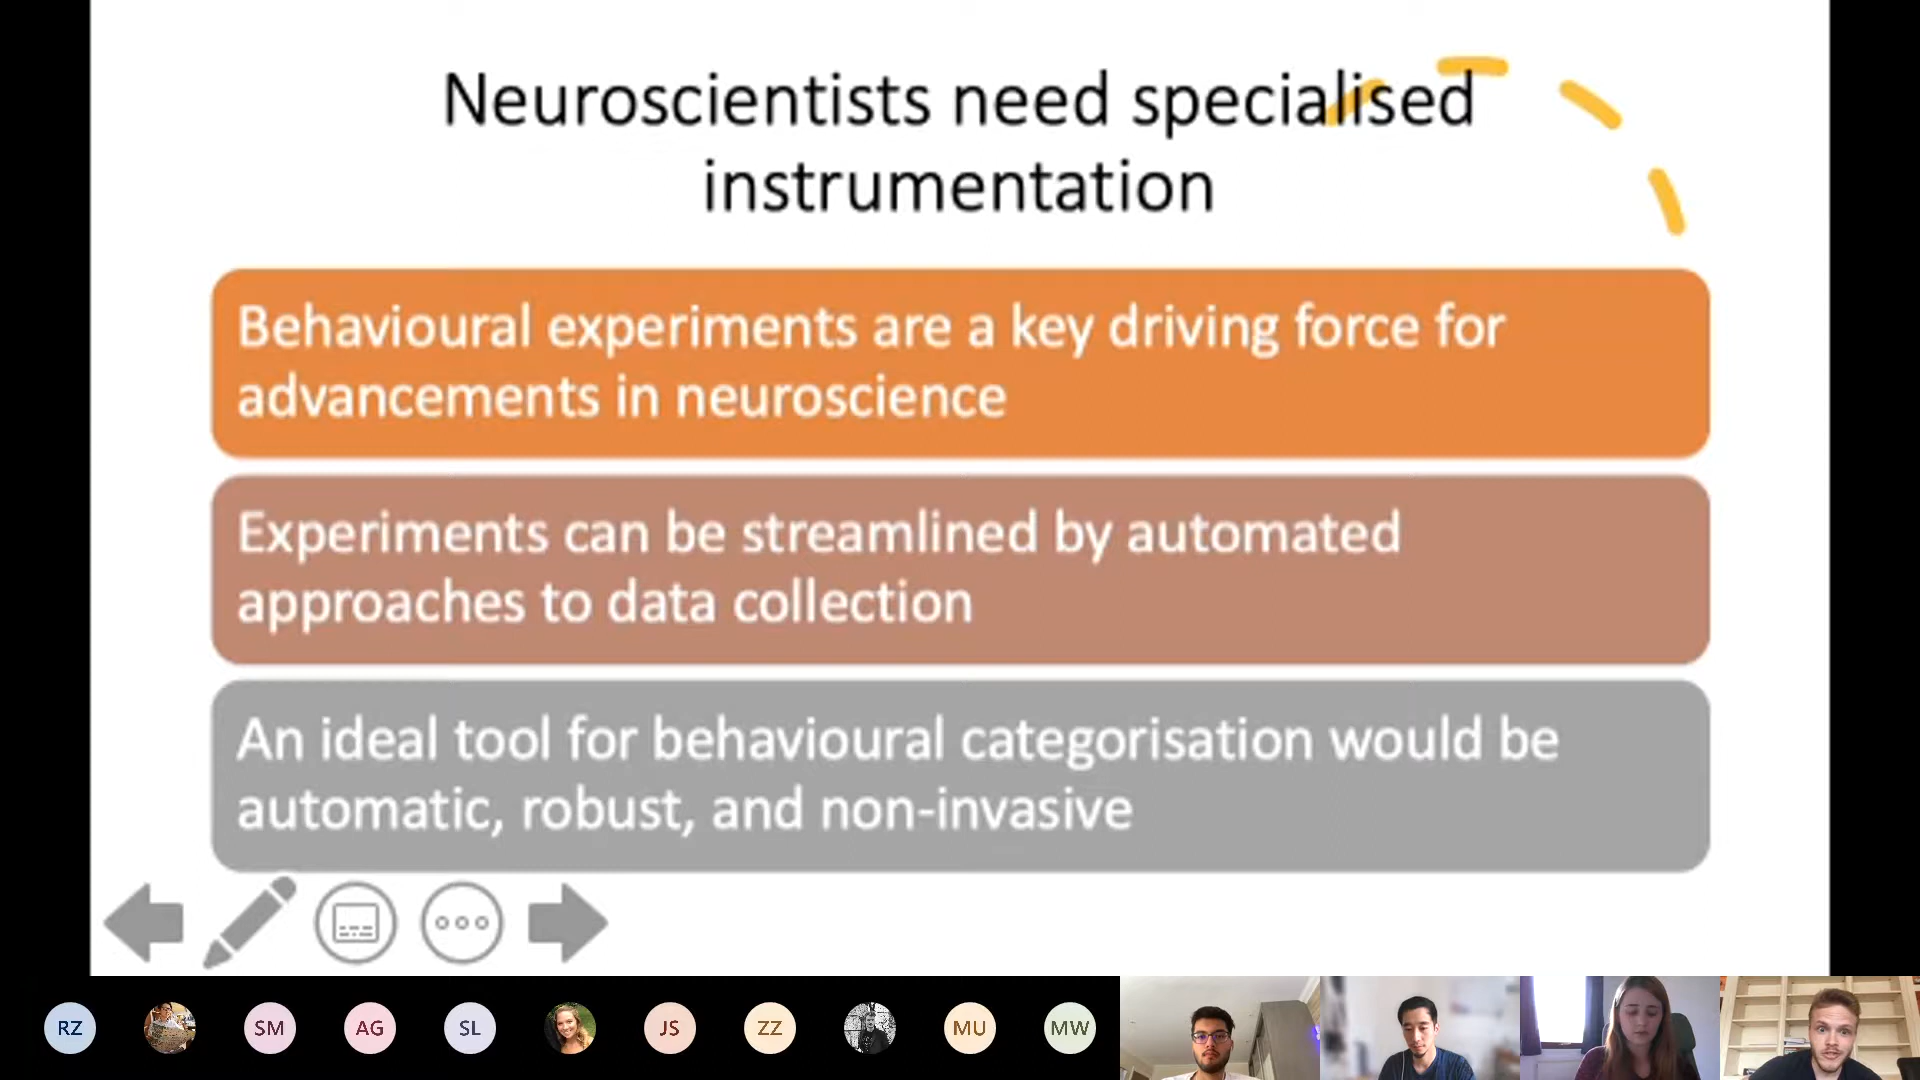 Neuroscientists need specialised
instrumentation
Behavioural experiments are a key driving force for
advancements in neuroscience
Experiments can be streamlined by automated
approaches to data collection
An ideal tool for behavioural categorisation would be
automatic, robust, and non-invasive
RZ
SM
AG
SL
JS
ZZ
MU
MW